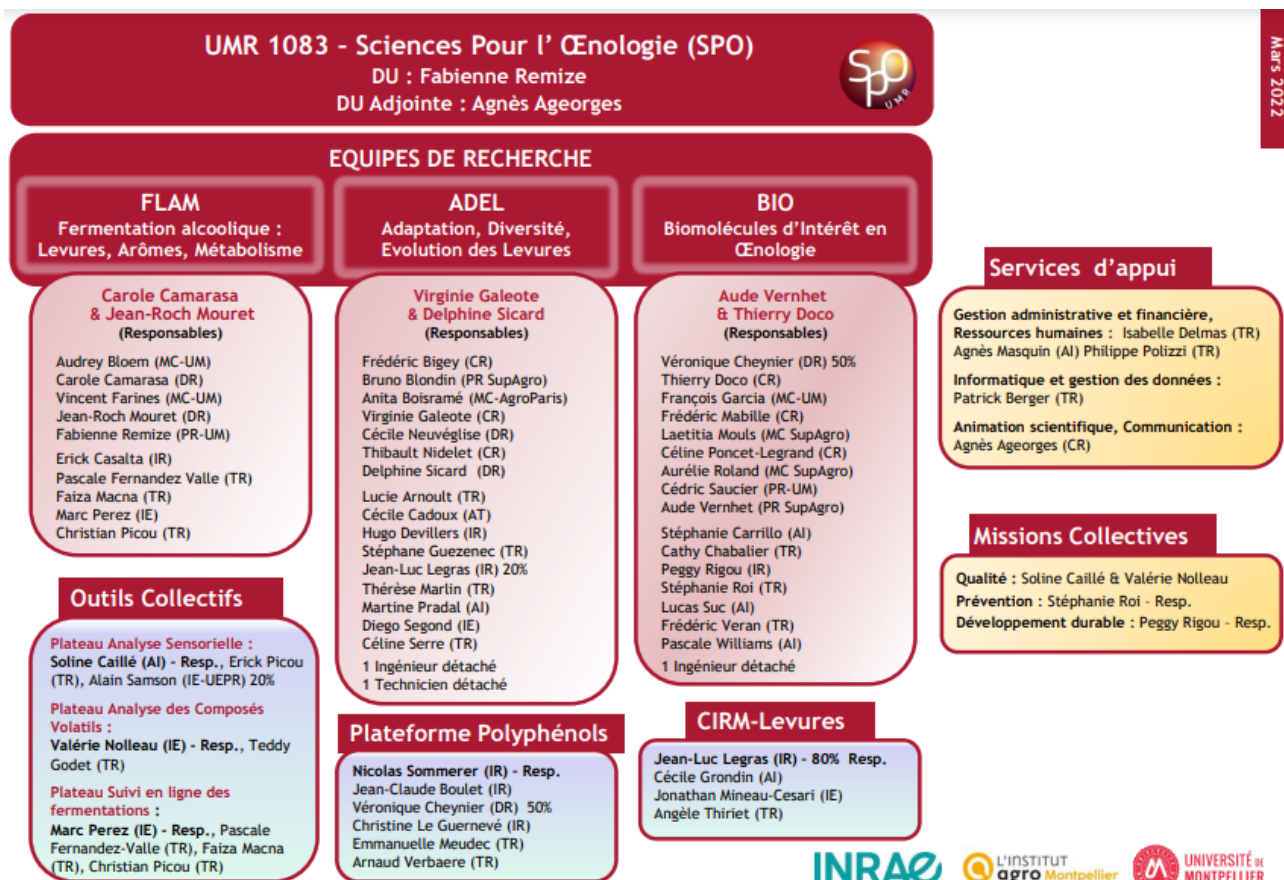 UMR 1083 – Sciences Pour l' Œnologie (SPO)
DU : Fabienne Remize
DU Adjointe : Agnès Ageorges
SPO
UMR
Mars 2022
EQUIPES DE RECHERCHE
FLAM
Fermentation alcoolique :
Levures, Arômes, Métabolisme
Carole Camarasa
& Jean-Roch Mouret
(Responsables)
Audrey Bloem (MC-UM)
Carole Camarasa (DR)
Vincent Farines (MC-UM)
Jean-Roch Mouret (DR)
Fabienne Remize (PR-UM)
Erick Casalta (IR)
Pascale Fernandez Valle (TR)
Faiza Macna (TR)
Marc Perez (IE)
Christian Picou (TR)
ADEL
Adaptation, Diversité,
Evolution des Levures
Virginie Galeote
& Delphine Sicard
(Responsables)
Frédéric Bigey (CR)
Bruno Blondin (PR SupAgro)
Anita Boisramé (MC-AgroParis)
Virginie Galeote (CR)
Cécile Neuvéglise (DR)
Thibault Nidelet (CR)
Delphine Sicard (DR)
Lucie Arnoult (TR)
Cécile Cadoux (AT)
Hugo Devillers (IR)
Stéphane Guezenec (TR)
Jean-Luc Legras (IR) 20%
Thérèse Marlin (TR)
Martine Pradal (AI)
Diego Segond (IE)
Céline Serre (TR)
1 Ingénieur détaché
1 Technicien détaché
BIO
Biomolécules d'Intérêt en
Œnologie
Aude Vernhet
& Thierry Doco
(Responsables)
Véronique Cheynier (DR) 50%
Thierry Doco (CR)
François Garcia (MC-UM)
Frédéric Mabille (CR)
Laetitia Mouls (MC SupAgro)
Céline Poncet-Legrand (CR)
Aurélie Roland (MC SupAgro)
Cédric Saucier (PR-UM)
Aude Vernhet (PR SupAgro)
Stéphanie Carrillo (AI)
Cathy Chabalier (TR)
Peggy Rigou (IR)
Stéphanie Roi (TR)
Lucas Suc (AI)
Frédéric Veran (TR)
Pascale Williams (AI)
1 Ingénieur détaché
Services d'appui
Gestion administrative et financière,
Ressources humaines : Isabelle Delmas (TR)
Agnès Masquin (AI) Philippe Polizzi (TR)
Informatique et gestion des données :
Patrick Berger (TR)
Animation scientifique, Communication :
Agnès Ageorges (CR)
Missions Collectives
Qualité : Soline Caillé & Valérie Nolleau
Prévention : Stéphanie Roi – Resp.
Développement durable : Peggy Rigou – Resp.
Outils Collectifs
Plateau Analyse Sensorielle :
Soline Caillé (AI) – Resp., Erick Picou
(TR), Alain Samson (IE-UEPR) 20%
Plateau Analyse des Composés
Volatils :
Valérie Nolleau (IE) - Resp., Teddy
Godet (TR)
Plateau Suivi en ligne des
fermentations :
Marc Perez (IE) - Resp., Pascale
Fernandez-Valle (TR), Faiza Macna
(TR), Christian Picou (TR)
Plateforme Polyphénols
Nicolas Sommerer (IR) – Resp.
Jean-Claude Boulet (IR)
Véronique Cheynier (DR) 50%
Christine Le Guernevé (IR)
Emmanuelle Meudec (TR)
Arnaud Verbaere (TR)
CIRM-Levures
Jean-Luc Legras (IR) – 80% Resp.
Cécile Grondin (AI)
Jonathan Mineau-Cesari (IE)
Angèle Thiriet (TR)
INRAE
L'INSTITUT
agro Montpellier
UNIVERSITÉ DE
MONTPELLIER